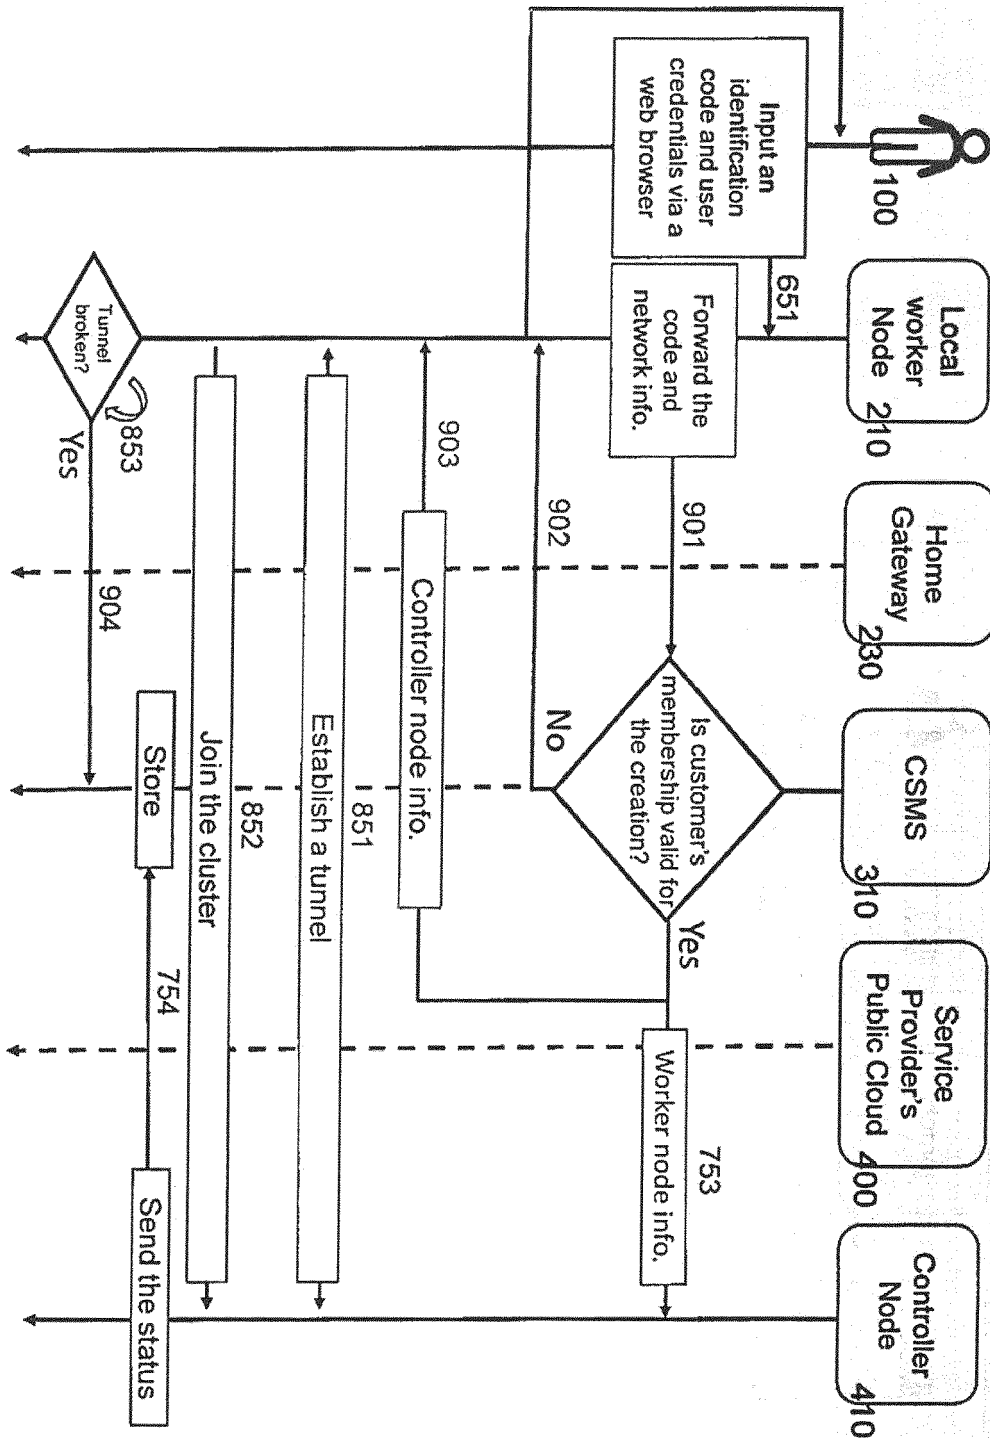 100
Local
worker
Node
210
Home
Gateway
230
CSMS
310
Service
Provider's
Public Cloud
400
Controller
Node
410
Input an
identification
code and user
credentials via a
web browser
651
Forward the
code and
network info.
901
Is customer's
membership valid for
the creation?
Yes
No
753
Worker node info.
902
903
Controller node info.
Establish a tunnel
851
Join the cluster
852
Store
754
Send the status
Tunnel
broken?
853
Yes
904